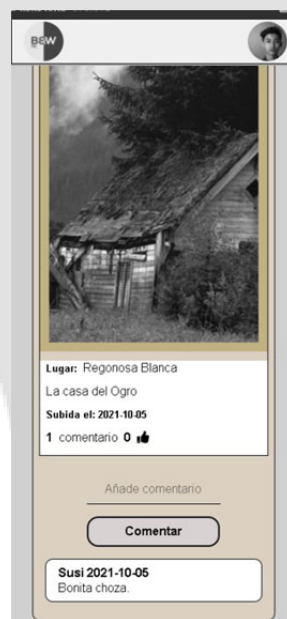 B&W
Lugar: Regonosa Blanca
La casa del Ogro
Subida el: 2021-10-05
1 comentario 0
Añade comentario
Comentar
Susi 2021-10-05
Bonita choza.